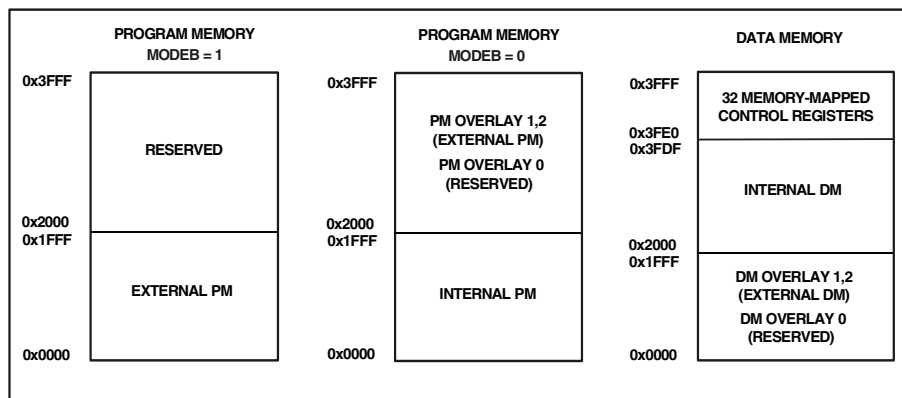 PROGRAM MEMORY
MODEB = 1
0x3FFF
RESERVED
0x2000
0x1FFF
EXTERNAL PM
0x0000
PROGRAM MEMORY
MODEB = 0
0x3FFF
PM OVERLAY 1,2
(EXTERNAL PM)
PM OVERLAY 0
(RESERVED)
0x2000
0x1FFF
INTERNAL PM
0x0000
DATA MEMORY
0x3FFF
32 MEMORY-MAPPED
CONTROL REGISTERS
0x3FE0
0x3FDF
INTERNAL DM
0x2000
0x1FFF
DM OVERLAY 1,2
(EXTERNAL DM)
DM OVERLAY 0
(RESERVED)
0x0000